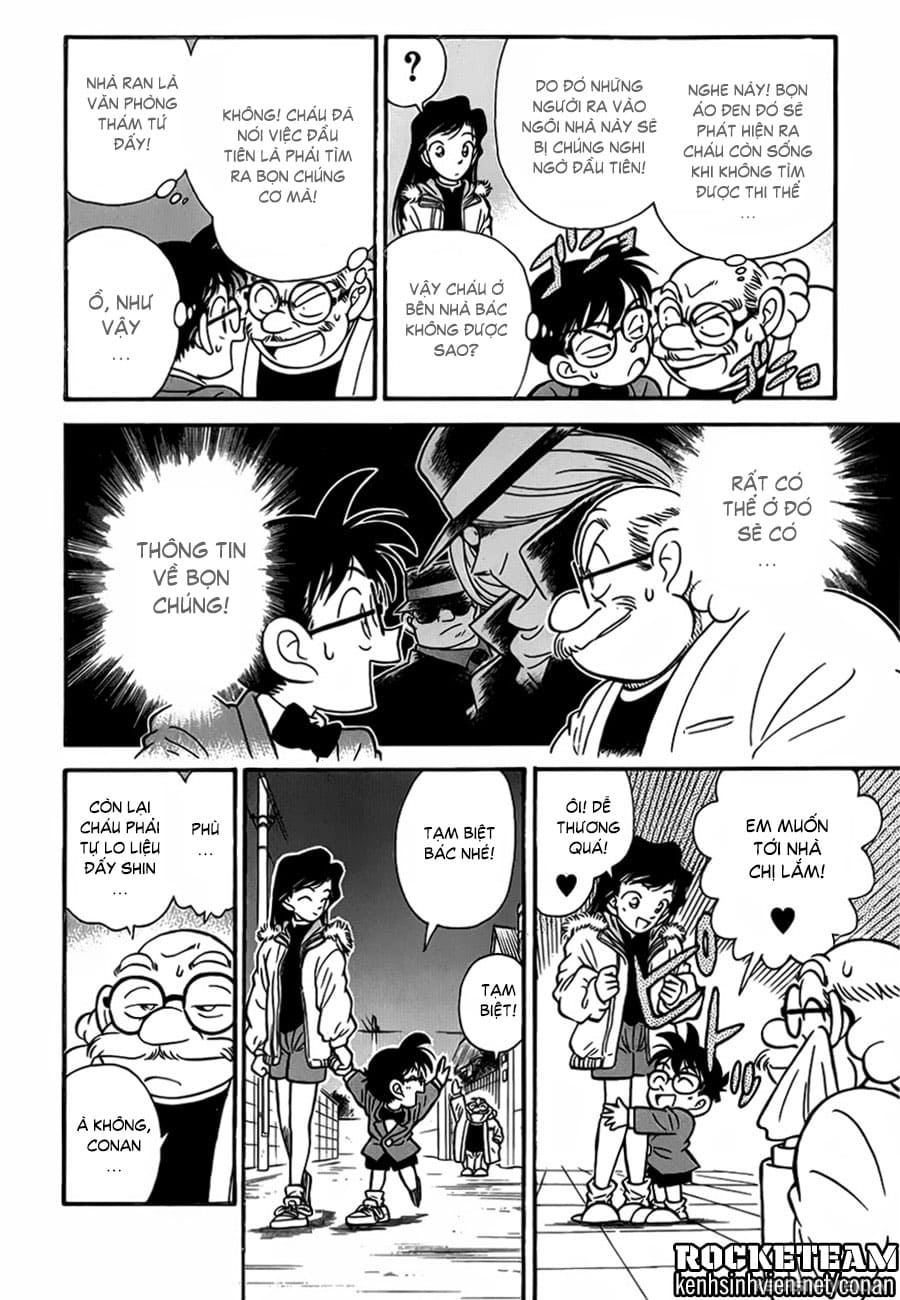 NGHE NÀY! BỌN
ÁO ĐEN ĐÓ SẼ
PHÁT HIỆN RA
CHÁU CÒN SỐNG
KHI KHÔNG TÌM
ĐƯỢC THI THỂ
...
DO ĐÓ NHỮNG
NGƯỜI RA VÀO
NGÔI NHÀ NÀY SẼ
BỊ CHÚNG NGHI
NGỜ ĐẦU TIÊN!
?
VẬY CHÁU Ở
BÊN NHÀ BÁC
KHÔNG ĐƯỢC
SAO?
KHÔNG! CHÁU ĐÃ
NÓI VIỆC ĐẦU
TIÊN LÀ PHẢI TÌM
RA BỌN CHÚNG
CƠ MÀ!
NHÀ RAN LÀ
VĂN PHÒNG
THÁM TỬ
ĐẤY!
Ồ, NHƯ
VẬY
...
RẤT CÓ
THỂ Ở ĐÓ
SẼ CÓ
...
THÔNG TIN
VỀ BỌN
CHÚNG!
EM MUỐN
TỚI NHÀ
CHỊ LẮM!
♥
ÔI! DỄ
THƯƠNG
QUÁ!
♥
TẠM BIỆT
BÁC NHÉ!
TẠM
BIỆT!
PHÙ
...
CÒN LẠI
CHÁU PHẢI
TỰ LO LIỆU
ĐẤY SHIN
...
À KHÔNG,
CONAN
...
ROCKETEAM
kenhsinhvien.net/conan